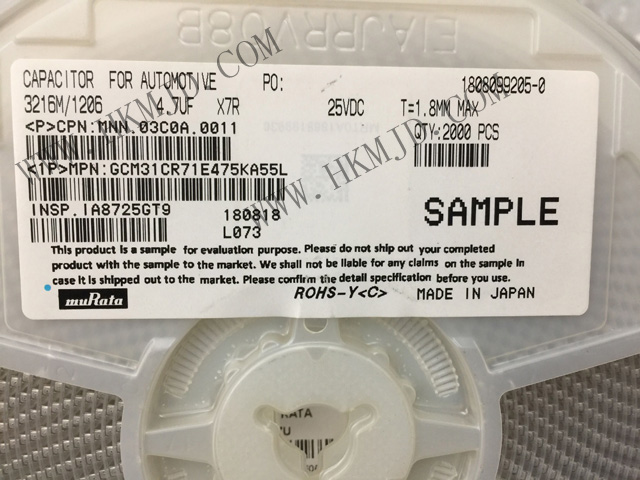 EIAJRRV08B
CAPACITOR FOR AUTOMOTIVE PO: 1808099205-0
3216M/1206 4.7UF X7R 25VDC T=1.8MM MAX
<P>CPN:MNN.03C0A.0011 QTY:2000 PCS
<1P>MPN:GCM31CR71E475KA55L
INSP.IA8725GT9 180818 SAMPLE
L073
This product is a sample for evaluation purpose. Please do not ship out your completed
product with the sample to the market. We shall not be liable for any claims on the sample in
case it is shipped out to the market. Please confirm the detail specification before you use.
muRata ROHS-Y<C> MADE IN JAPAN
WWW.HKMJD.COM
WWW.HKMJD.COM
RATA